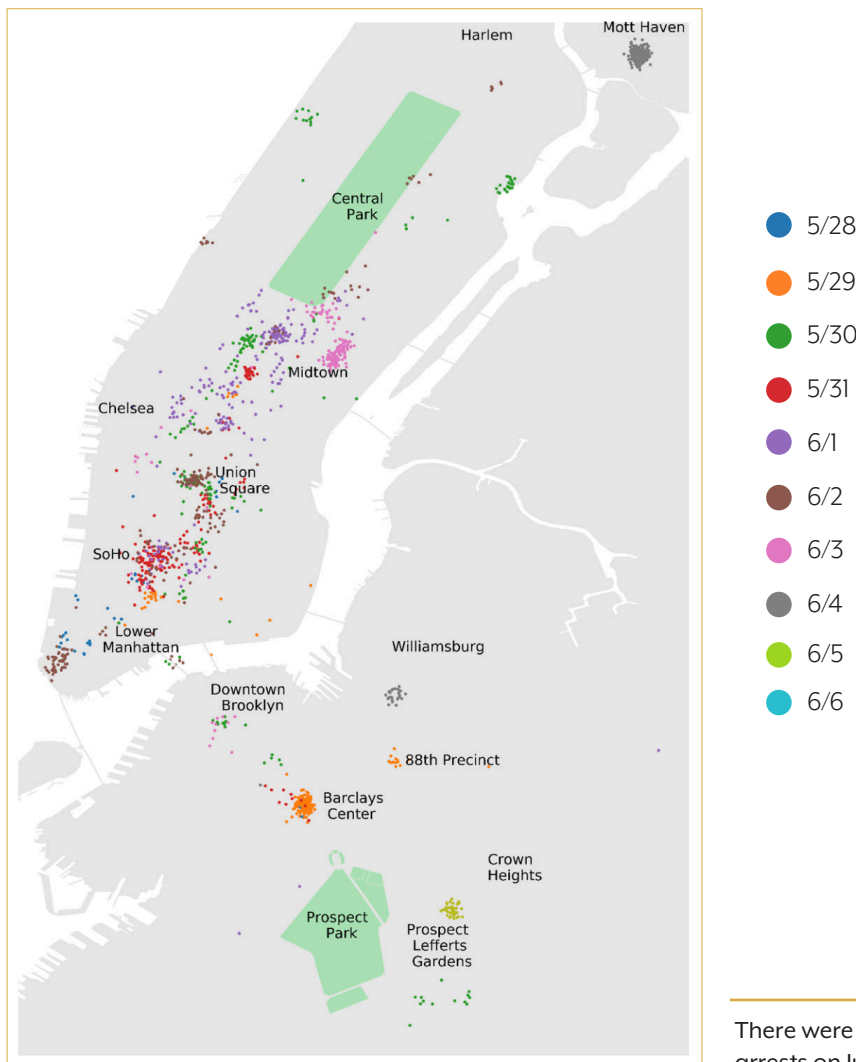 Mott Haven
Harlem
Central
Park
Midtown
Chelsea
Union
Square
SoHo
Lower
Manhattan
Williamsburg
Downtown
Brooklyn
88th Precinct
Barclays
Center
Crown
Heights
Prospect
Park
Prospect
Lefferts
Gardens
5/28
5/29
5/30
5/31
6/1
6/2
6/3
6/4
6/5
6/6
There were
arrests on